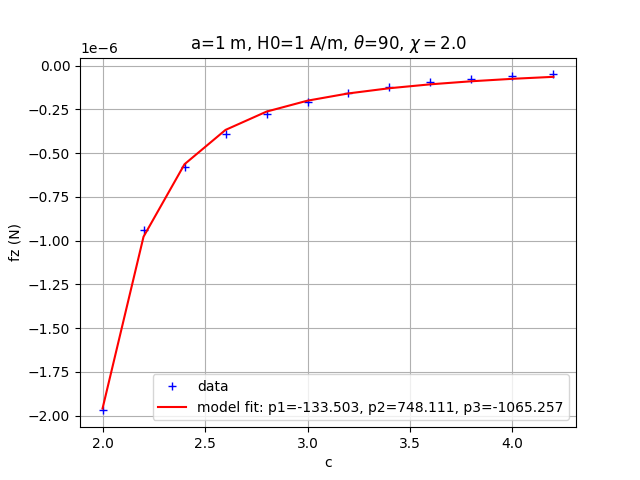 a=1 m, H0=1 A/m, θ=90, χ = 2.0
1e−6
0.00
−0.25
−0.50
−0.75
−1.00
−1.25
−1.50
−1.75
−2.00
fz (N)
data
model fit: p1=-133.503, p2=748.111, p3=-1065.257
2.0 2.5 3.0 3.5 4.0
c